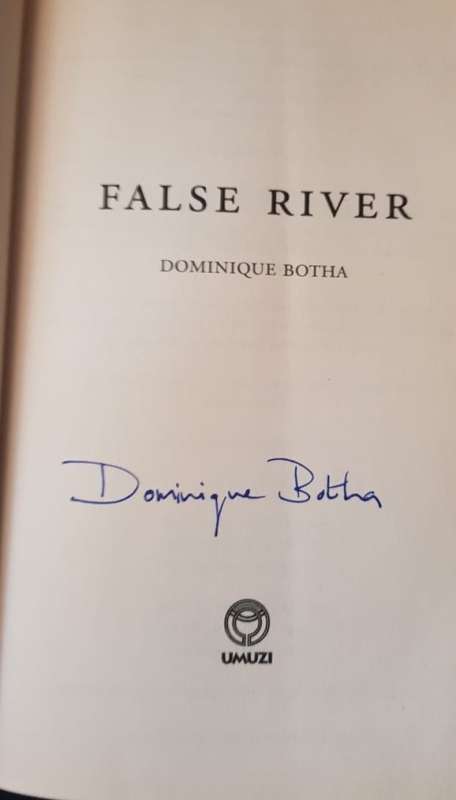 FALSE RIVER
DOMINIQUE BOTHA
Dominique Botha
UMUZI